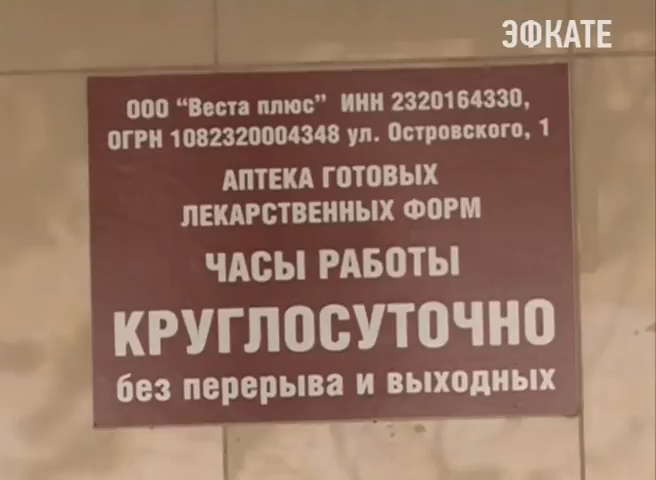 ЭФКАТЕ
ООО "Веста плюс" ИНН 2320164330,
ОГРН 1082320004348 ул. Островского, 1
АПТЕКА ГОТОВЫХ
ЛЕКАРСТВЕННЫХ ФОРМ
ЧАСЫ РАБОТЫ
КРУГЛОСУТОЧНО
без перерыва и выходных